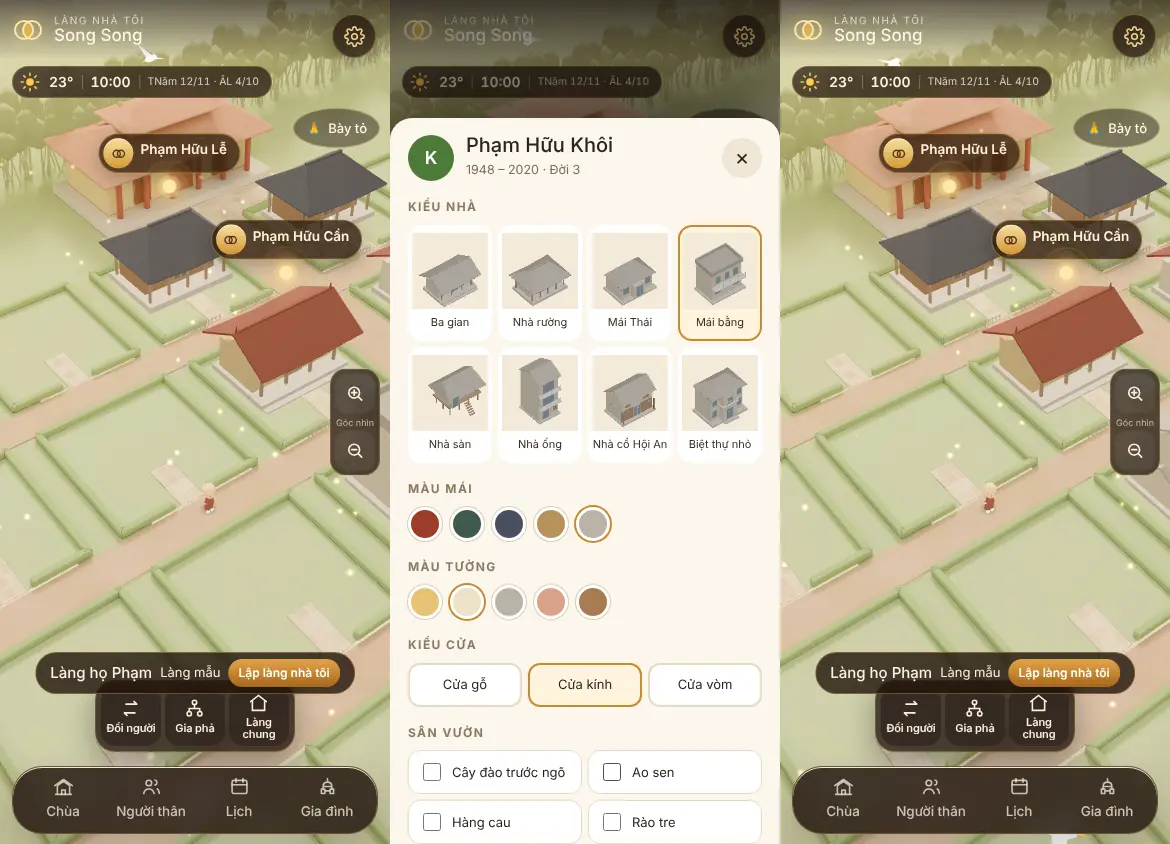 LÀNG NHÀ TÔI
Song Song
23°
10:00
TNăm 12/11 · ÂL 4/10
Bày tỏ
Phạm Hữu Lễ
Phạm Hữu Cẩn
Góc nhìn
Làng họ Phạm
Làng mẫu
Lập làng nhà tôi
Đổi người
Gia phả
Làng
chung
Chùa
Người thân
Lịch
Gia đình
LÀNG NHÀ TÔI
Song Song
23°
10:00
TNăm 12/11 · ÂL 4/10
K
Phạm Hữu Khôi
1948 – 2020 · Đời 3
KIỂU NHÀ
Ba gian
Nhà rường
Mái Thái
Mái bằng
Nhà sàn
Nhà ống
Nhà cổ Hội An
Biệt thự nhỏ
MÀU MÁI
MÀU TƯỜNG
KIỂU CỬA
Cửa gỗ
Cửa kính
Cửa vòm
SÂN VƯỜN
Cây đào trước ngõ
Ao sen
Hàng cau
Rào tre
LÀNG NHÀ TÔI
Song Song
23°
10:00
TNăm 12/11 · ÂL 4/10
Bày tỏ
Phạm Hữu Lễ
Phạm Hữu Cẩn
Góc nhìn
Làng họ Phạm
Làng mẫu
Lập làng nhà tôi
Đổi người
Gia phả
Làng
chung
Chùa
Người thân
Lịch
Gia đình